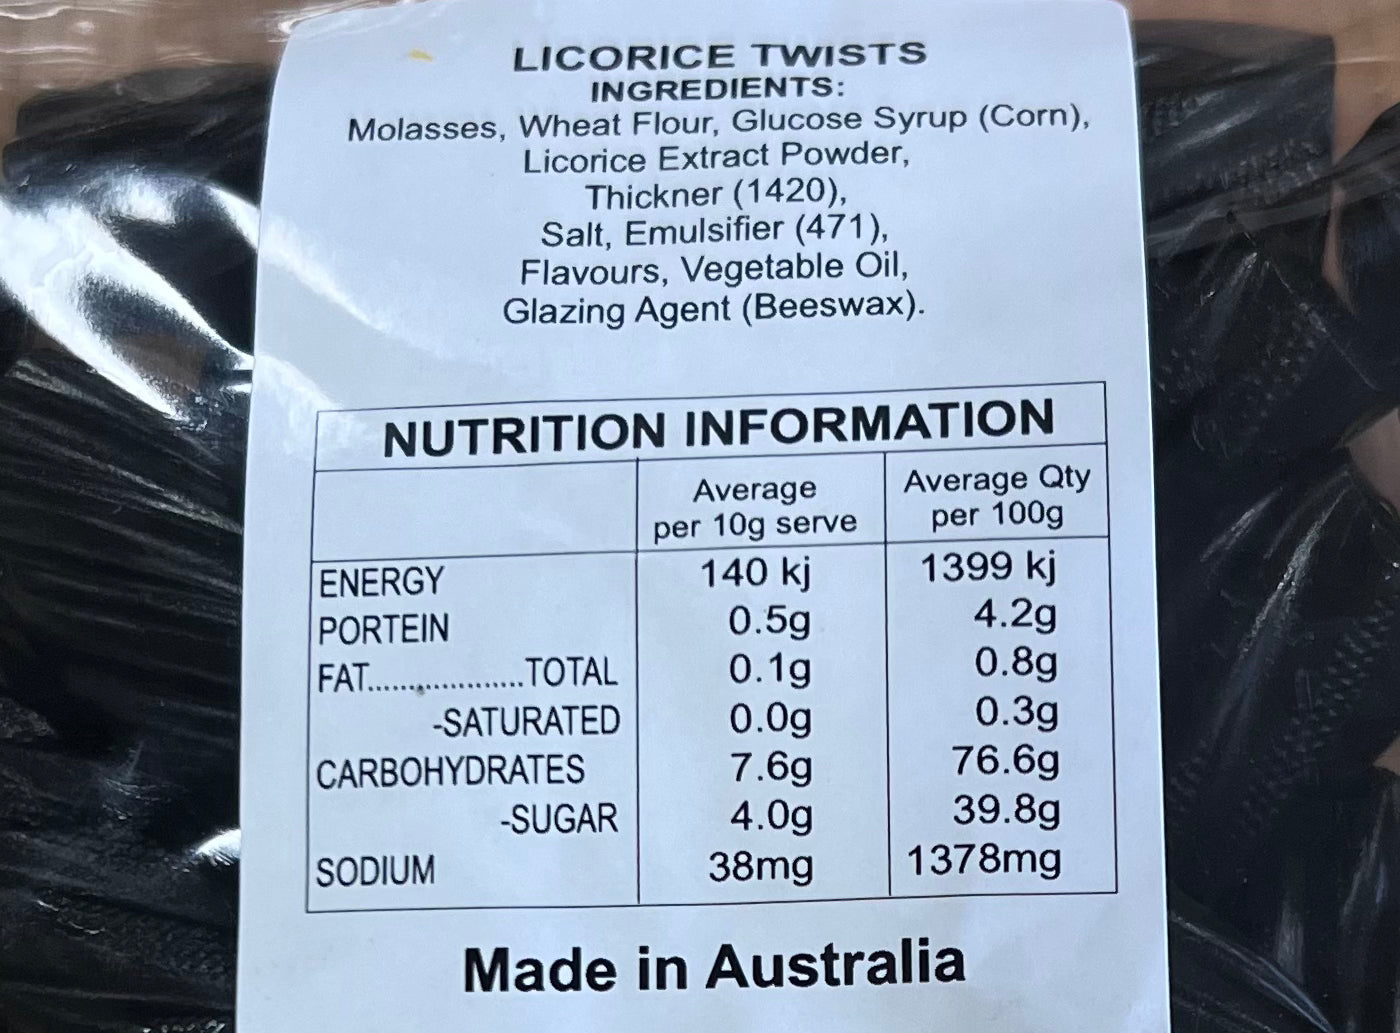 LICORICE TWISTS
INGREDIENTS:
Molasses, Wheat Flour, Glucose Syrup (Corn),
Licorice Extract Powder,
Thickner (1420),
Salt, Emulsifier (471),
Flavours, Vegetable Oil,
Glazing Agent (Beeswax).
NUTRITION INFORMATION
Average per 10g serve Average Qty per 100g
ENERGY 140 kj 1399 kj
PORTEIN 0.5g 4.2g
FAT....................TOTAL 0.1g 0.8g
-SATURATED 0.0g 0.3g
CARBOHYDRATES 7.6g 76.6g
-SUGAR 4.0g 39.8g
SODIUM 38mg 1378mg
Made in Australia